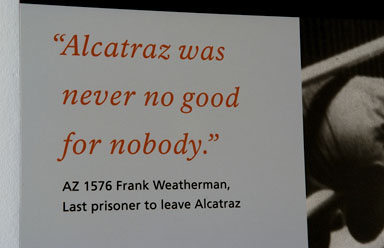 “Alcatraz was
never no good
for nobody.”
AZ 1576 Frank Weatherman,
Last prisoner to leave Alcatraz